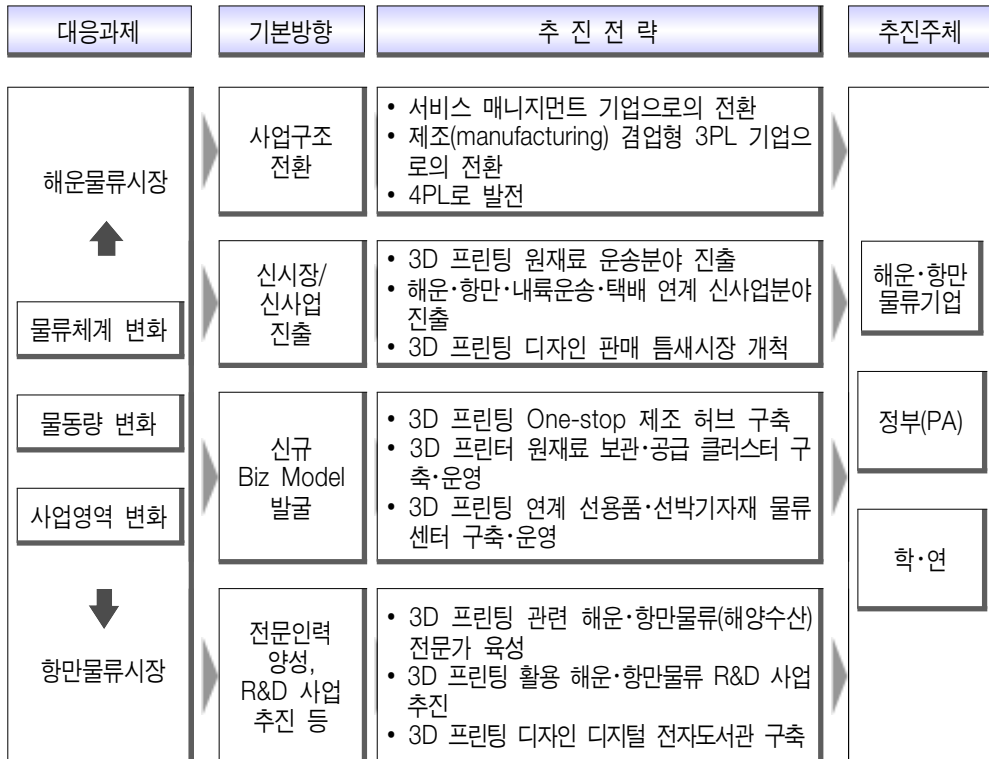 대응과제
기본방향
추 진 전 략
추진주체
해운물류시장
물류체계 변화
물동량 변화
사업영역 변화
항만물류시장
사업구조
전환
• 서비스 매니지먼트 기업으로의 전환
• 제조(manufacturing) 겸업형 3PL 기업으
로의 전환
• 4PL로 발전
신시장/
신사업
진출
• 3D 프린팅 원재료 운송분야 진출
• 해운·항만·내륙운송·택배 연계 신사업분야
진출
• 3D 프린팅 디자인 판매 틈새시장 개척
신규
Biz Model
발굴
• 3D 프린팅 One-stop 제조 허브 구축
• 3D 프린터 원재료 보관·공급 클러스터 구
축·운영
• 3D 프린팅 연계 선용품·선박기자재 물류
센터 구축·운영
전문인력
양성,
R&D 사업
추진 등
• 3D 프린팅 관련 해운·항만물류(해양수산)
전문가 육성
• 3D 프린팅 활용 해운·항만물류 R&D 사업
추진
• 3D 프린팅 디자인 디지털 전자도서관 구축
해운·항만
물류기업
정부(PA)
학·연